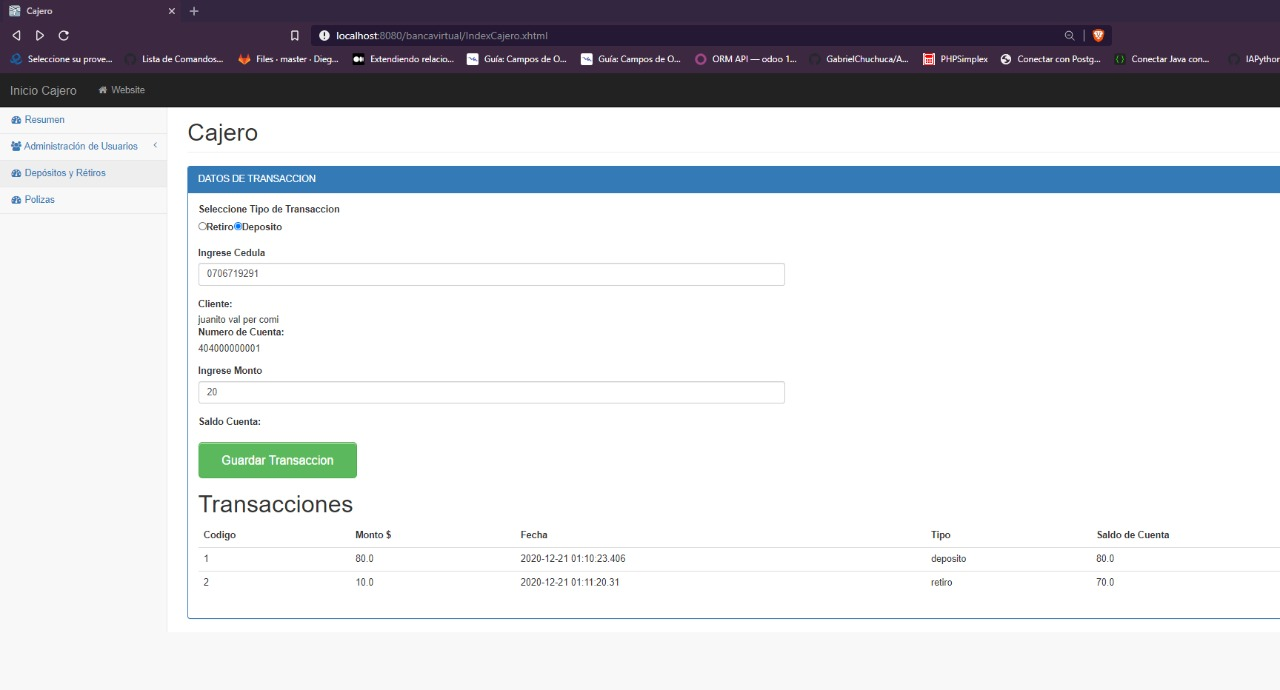 Cajero
localhost:8080/bancavirtual/IndexCajero.xhtml
Seleccione su prove... Lista de Comandos... Files · master · Dieg... Extendiendo relacio... Guía: Campos de O... Guía: Campos de O... ORM API — odoo 1... GabrielChuchuca/A... PHPSimplex Conectar con Postg... Conectar Java con... IAPython
Inicio Cajero Website
Resumen
Administración de Usuarios
Depósitos y Rétiros
Polizas
Cajero
DATOS DE TRANSACCION
Seleccione Tipo de Transaccion
Retiro Deposito
Ingrese Cedula
0706719291
Cliente:
juanito val per comi
Numero de Cuenta:
404000000001
Ingrese Monto
20
Saldo Cuenta:
Guardar Transaccion
Transacciones
Codigo Monto $ Fecha Tipo Saldo de Cuenta
1 80.0 2020-12-21 01:10:23.406 deposito 80.0
2 10.0 2020-12-21 01:11:20.31 retiro 70.0